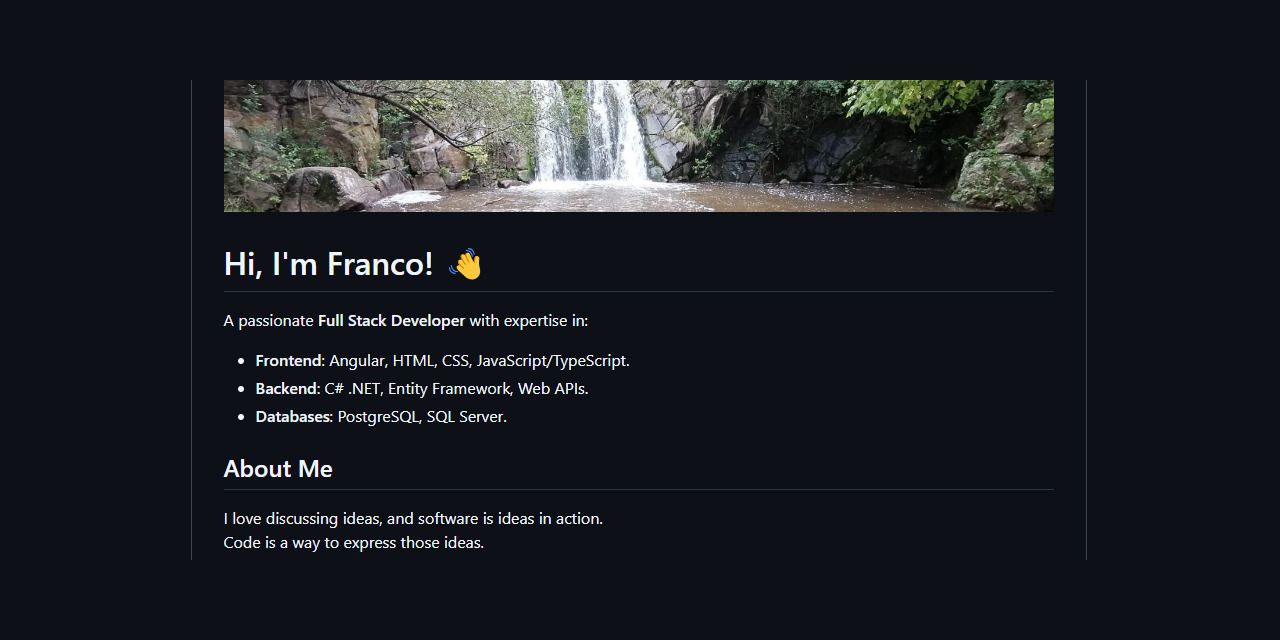 Hi, I'm Franco! 👋
A passionate Full Stack Developer with expertise in:
Frontend: Angular, HTML, CSS, JavaScript/TypeScript.
Backend: C# .NET, Entity Framework, Web APIs.
Databases: PostgreSQL, SQL Server.
About Me
I love discussing ideas, and software is ideas in action.
Code is a way to express those ideas.